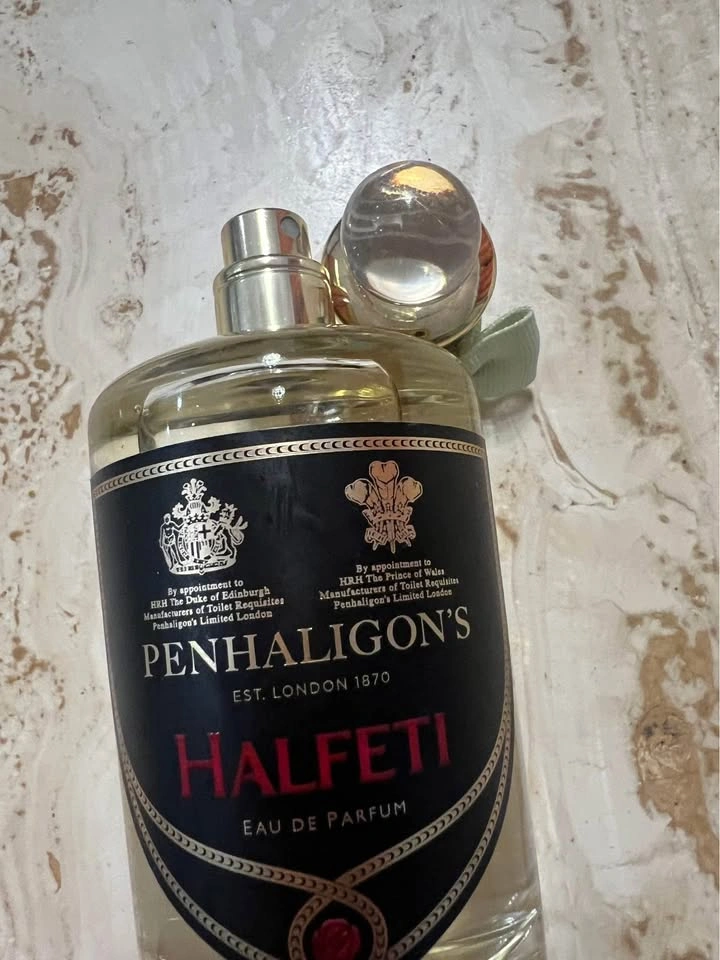 By appointment to
HRH The Duke of Edinburgh
Manufacturers of Toilet Requisites
Penhaligon's Limited London
By appointment to
HRH The Prince of Wales
Manufacturers of Toilet Requisites
Penhaligon's Limited London
PENHALIGON'S
EST. LONDON 1870
HALFETI
EAU DE PARFUM